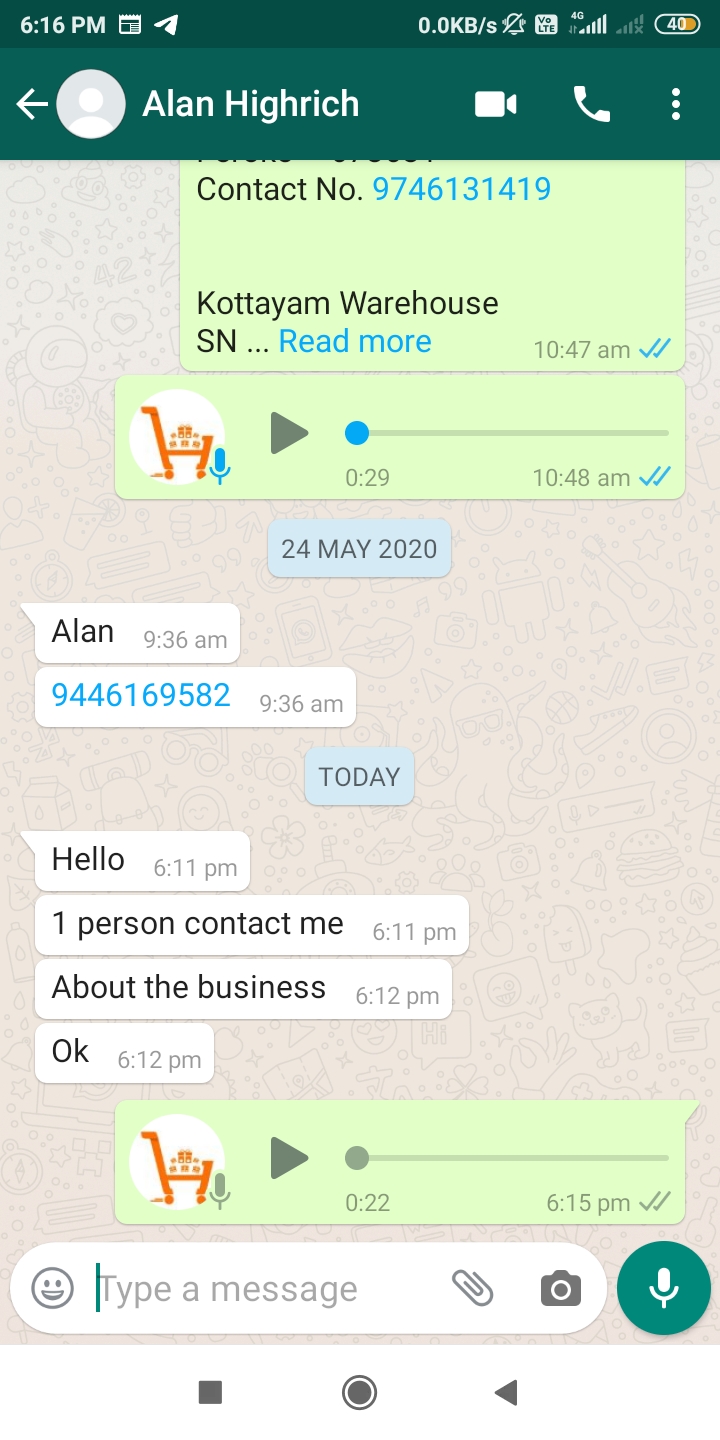 6:16 PM 0.0KB/s Vo LTE 4G 40
Alan Highrich
Contact No. 9746131419
Kottayam Warehouse
SN ... Read more 10:47 am
0:29 10:48 am
24 MAY 2020
Alan 9:36 am
9446169582 9:36 am
TODAY
Hello 6:11 pm
1 person contact me 6:11 pm
About the business 6:12 pm
Ok 6:12 pm
0:22 6:15 pm
Type a message